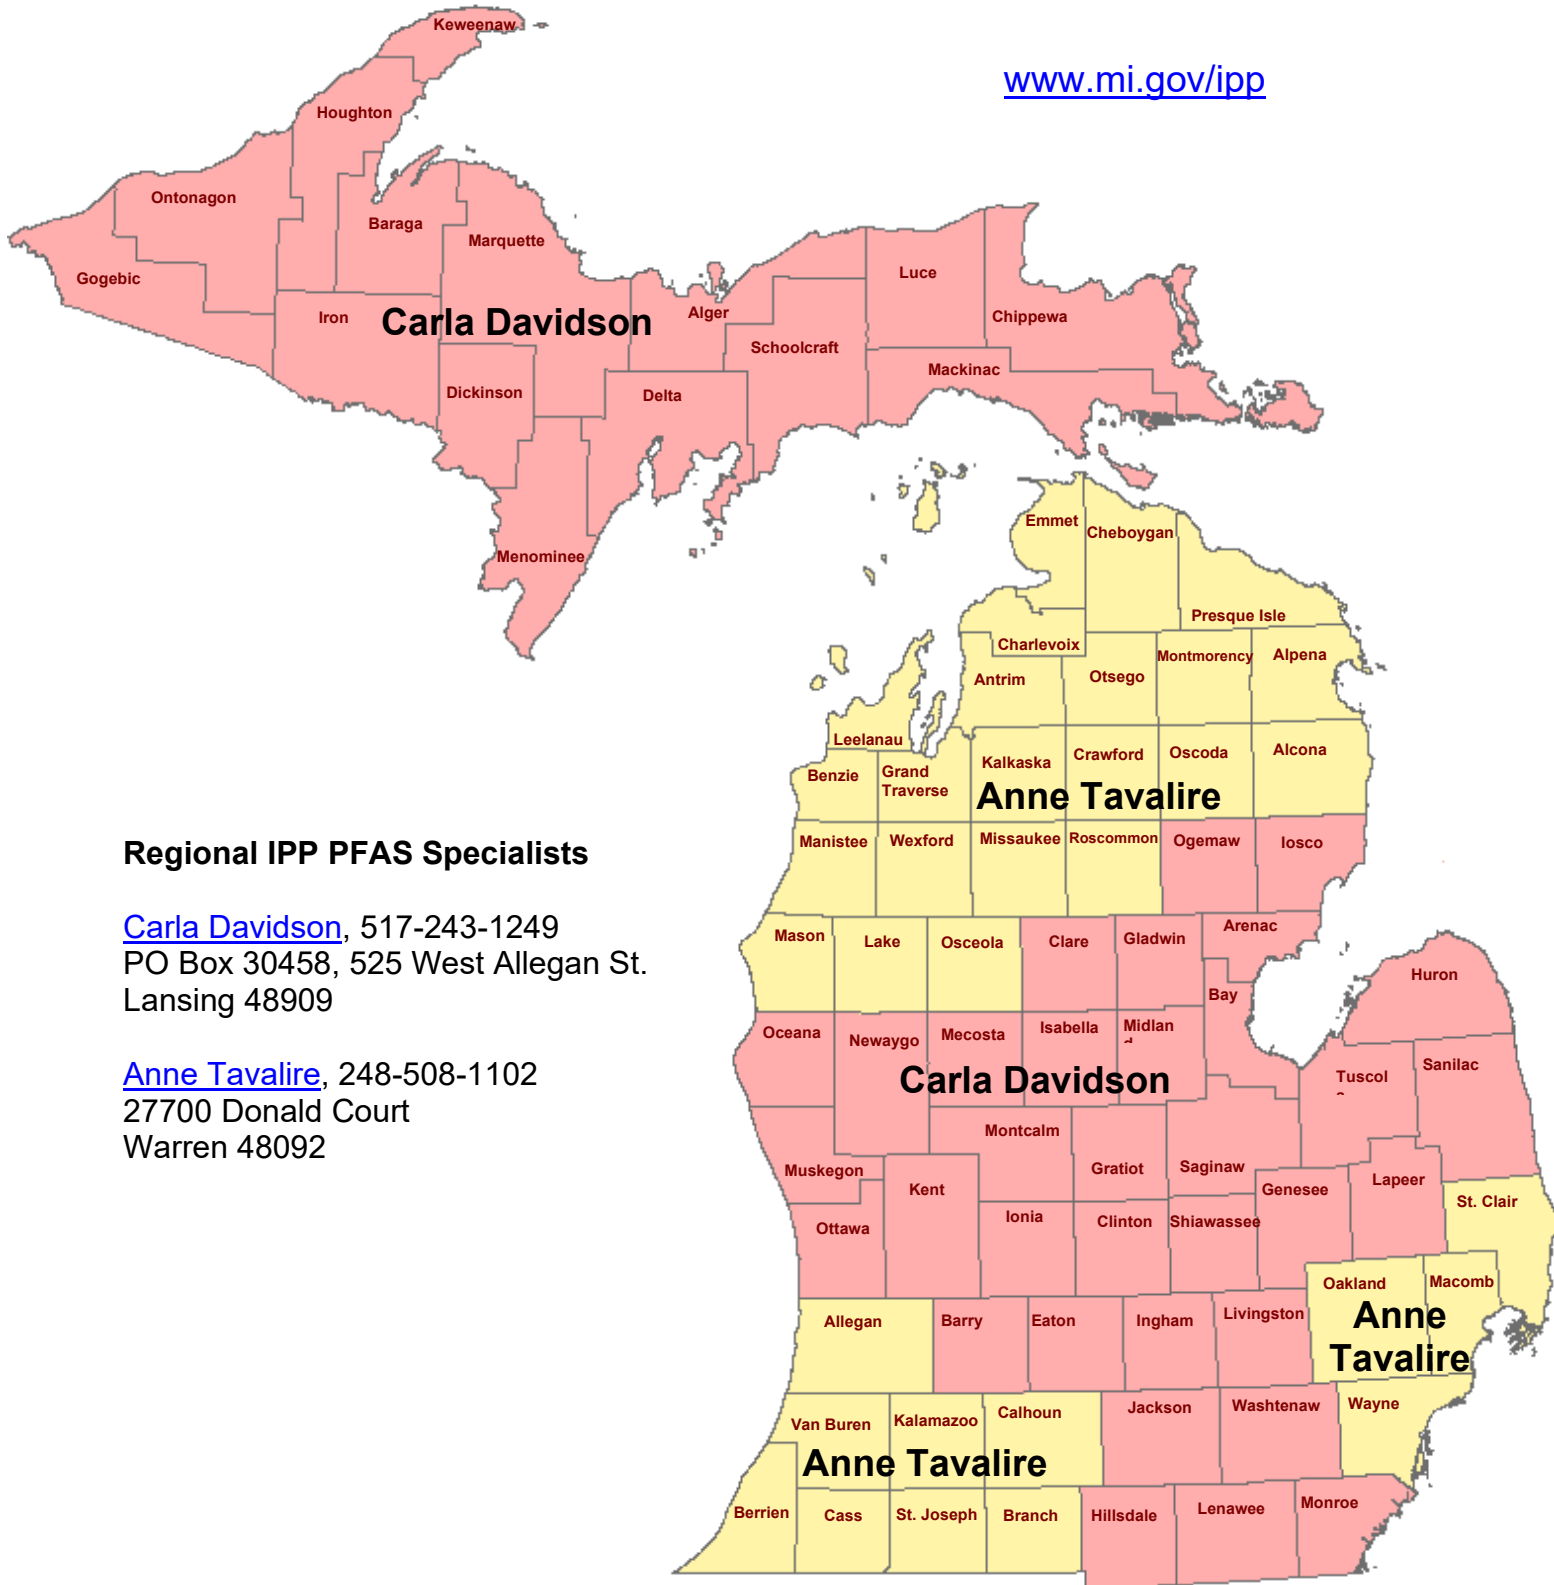 Keweenaw
www.mi.gov/ipp
Houghton
Ontonagon
Baraga
Marquette
Gogebic
Luce
Iron
Carla Davidson
Alger
Chippewa
Schoolcraft
Mackinac
Dickinson
Delta
Menominee
Emmet
Cheboygan
Presque Isle
Charlevoix
Montmorency
Alpena
Antrim
Otsego
Leelanau
Benzie
Grand
Traverse
Kalkaska
Crawford
Oscoda
Alcona
Anne Tavalire
Manistee
Wexford
Missaukee
Roscommon
Ogemaw
Iosco
Regional IPP PFAS Specialists
Carla Davidson, 517-243-1249
PO Box 30458, 525 West Allegan St.
Lansing 48909
Anne Tavalire, 248-508-1102
27700 Donald Court
Warren 48092
Mason
Lake
Osceola
Clare
Gladwin
Arenac
Huron
Bay
Oceana
Newaygo
Mecosta
Isabella
Midlan
d
Carla Davidson
Tuscol
a
Sanilac
Montcalm
Muskegon
Kent
Gratiot
Saginaw
Genesee
Lapeer
St. Clair
Ottawa
Ionia
Clinton
Shiawassee
Oakland
Macomb
Allegan
Barry
Eaton
Ingham
Livingston
Anne
Tavalire
Van Buren
Kalamazoo
Calhoun
Jackson
Washtenaw
Wayne
Anne Tavalire
Berrien
Cass
St. Joseph
Branch
Hillsdale
Lenawee
Monroe